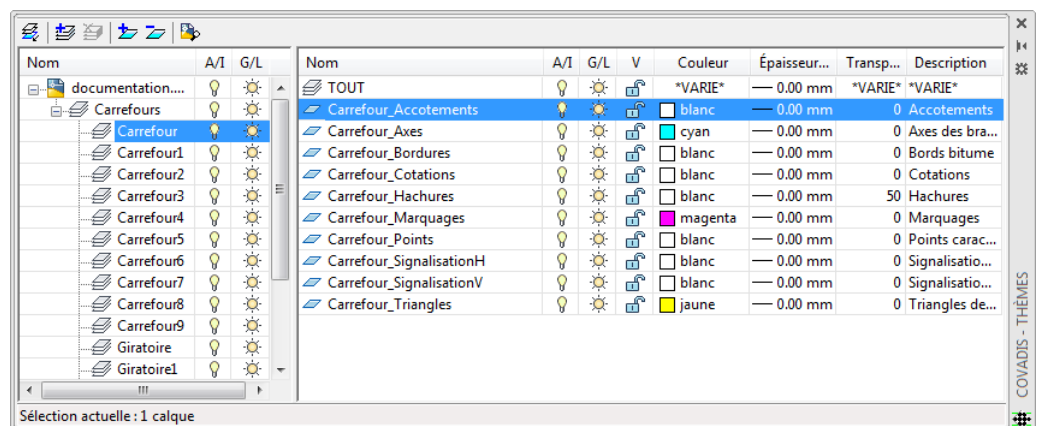 Nom A/I G/L
documentation....
Carrefours
Carrefour
Carrefour1
Carrefour2
Carrefour3
Carrefour4
Carrefour5
Carrefour6
Carrefour7
Carrefour8
Carrefour9
Giratoire
Giratoire1
Nom A/I G/L V Couleur Épaisseur... Transp... Description
TOUT *VARIE* 0.00 mm *VARIE* *VARIE*
Carrefour_Accotements blanc 0.00 mm 0 Accotements
Carrefour_Axes cyan 0.00 mm 0 Axes des bra...
Carrefour_Bordures blanc 0.00 mm 0 Bords bitume
Carrefour_Cotations blanc 0.00 mm 0 Cotations
Carrefour_Hachures blanc 0.00 mm 50 Hachures
Carrefour_Marquages magenta 0.00 mm 0 Marquages
Carrefour_Points blanc 0.00 mm 0 Points carac...
Carrefour_SignalisationH blanc 0.00 mm 0 Signalisatio...
Carrefour_SignalisationV blanc 0.00 mm 0 Signalisatio...
Carrefour_Triangles jaune 0.00 mm 0 Triangles de...
COVADIS - THÈMES
Sélection actuelle : 1 calque